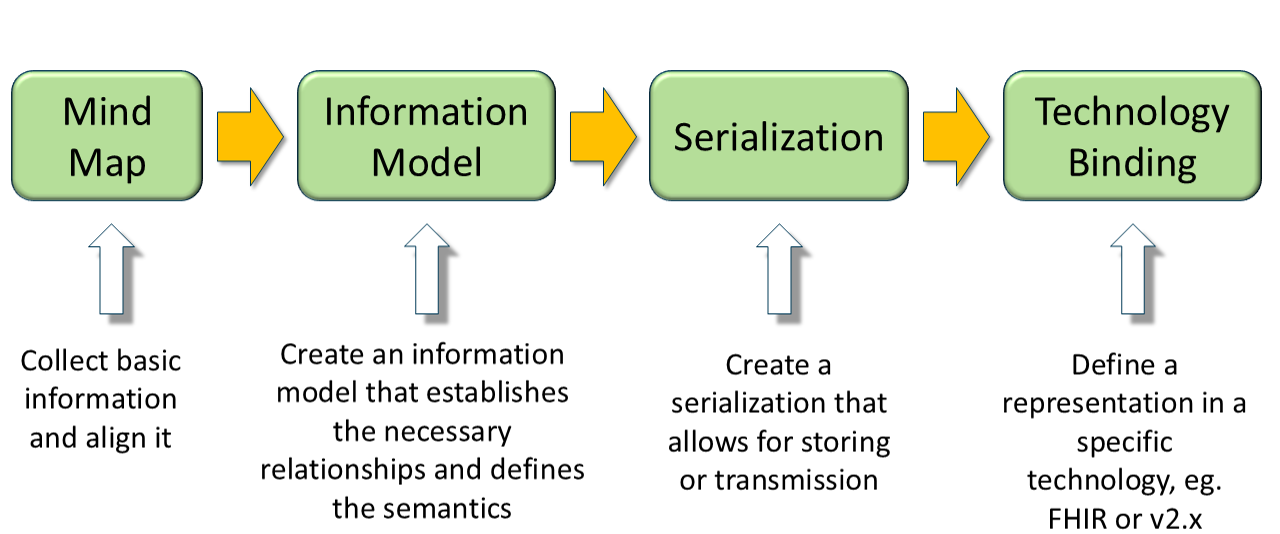 Mind
Map
Information
Model
Serialization
Technology
Binding
Collect basic
information
and align it
Create an information
model that establishes
the necessary
relationships and defines
the semantics
Create a
serialization that
allows for storing
or transmission
Define a
representation in a
specific
technology, eg.
FHIR or v2.x